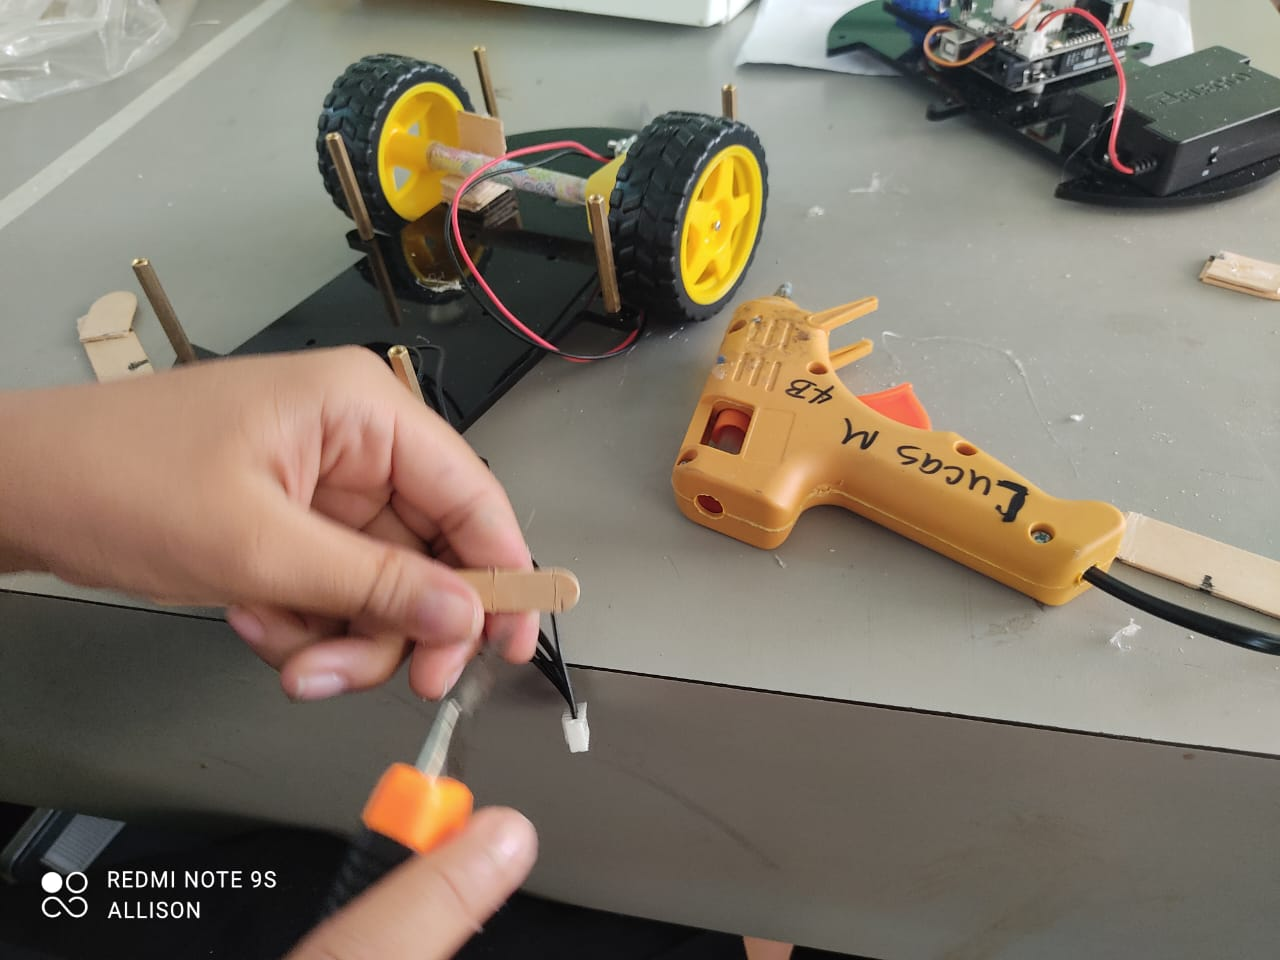 Lucas M
4B
REDMI NOTE 9S
ALLISON